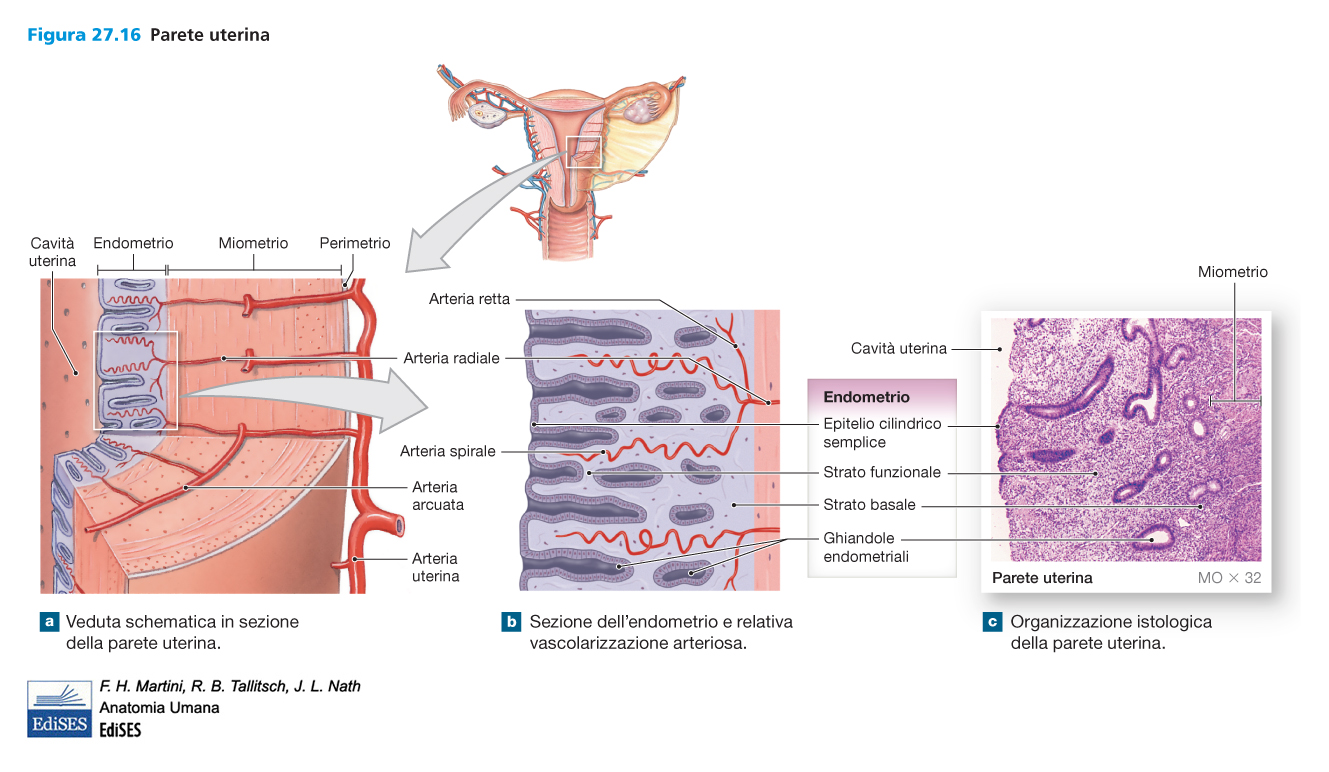 Figura 27.16 Parete uterina
Cavità
uterina
Endometrio
Miometrio
Perimetrio
Arteria retta
Arteria radiale
Arteria spirale
Arteria
arcuata
Arteria
uterina
Miometrio
Cavità uterina
Endometrio
Epitelio cilindrico
semplice
Strato funzionale
Strato basale
Ghiandole
endometriali
Parete uterina
MO × 32
a Veduta schematica in sezione
della parete uterina.
b Sezione dell'endometrio e relativa
vascolarizzazione arteriosa.
c Organizzazione istologica
della parete uterina.
EdiSES
F. H. Martini, R. B. Tallitsch, J. L. Nath
Anatomia Umana
EdiSES